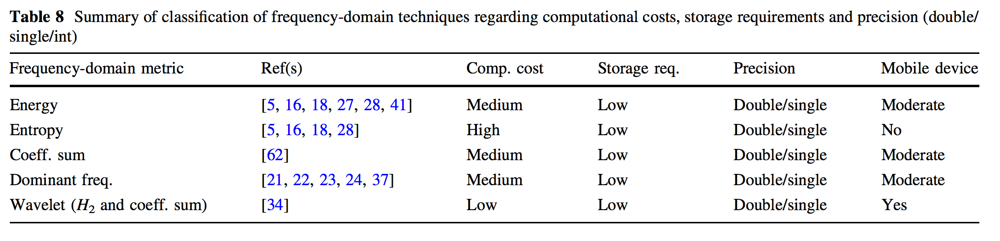 Table 8 Summary of classification of frequency-domain techniques regarding computational costs, storage requirements and precision (double/
single/int)
Frequency-domain metric Ref(s) Comp. cost Storage req. Precision Mobile device
Energy [5, 16, 18, 27, 28, 41] Medium Low Double/single Moderate
Entropy [5, 16, 18, 28] High Low Double/single No
Coeff. sum [62] Medium Low Double/single Moderate
Dominant freq. [21, 22, 23, 24, 37] Medium Low Double/single Moderate
Wavelet (H₂ and coeff. sum) [34] Low Low Double/single Yes